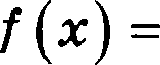 f(x) =